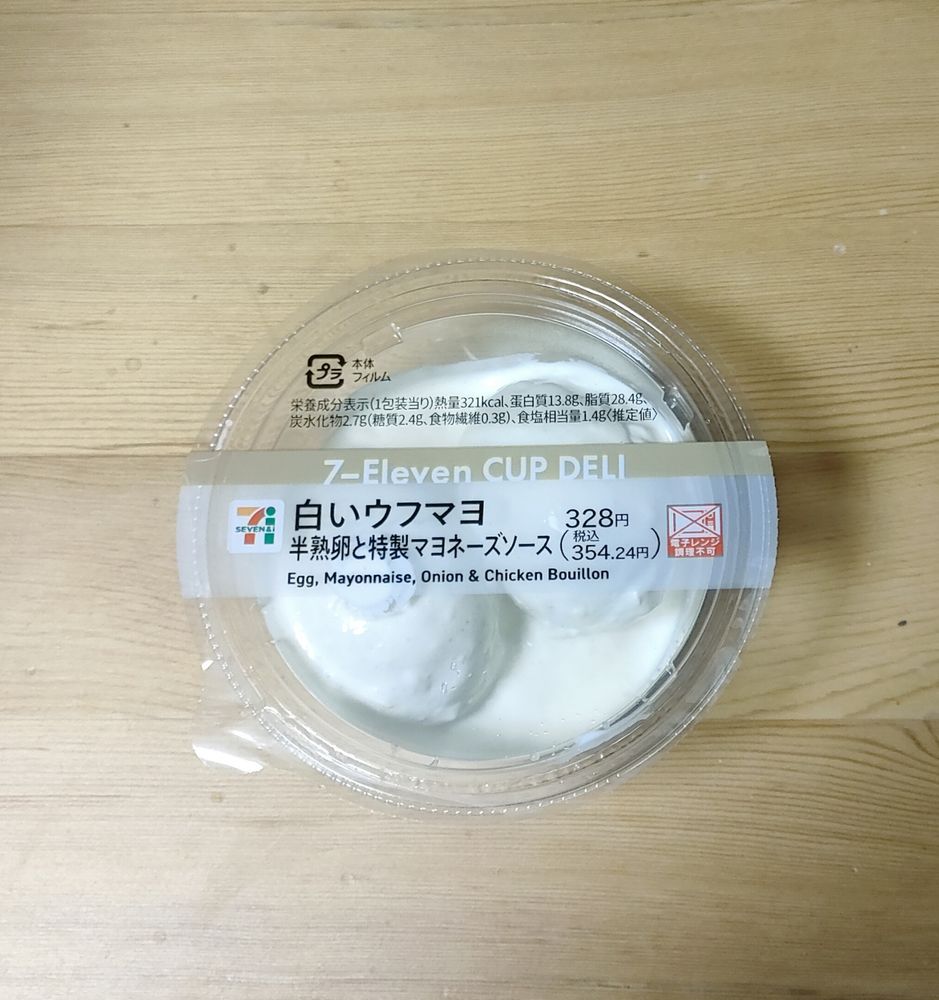 プラ
本体
フィルム
栄養成分表示(1包装当り)熱量321kcal、蛋白質13.8g、脂質28.4g、
炭水化物2.7g(糖質2.4g、食物繊維0.3g)、食塩相当量1.4g〈推定値〉
7-Eleven CUP DELI
7i
SEVEN&i
白いウフマヨ
半熟卵と特製マヨネーズソース
328円
(税込
354.24円)
電子レンジ
調理不可
Egg, Mayonnaise, Onion & Chicken Bouillon